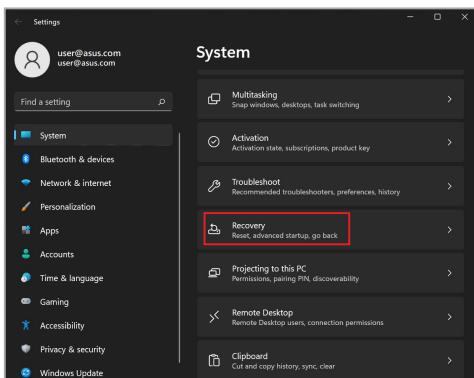 Settings
user@asus.com
user@asus.com
Find a setting
System
Bluetooth & devices
Network & internet
Personalization
Apps
Accounts
Time & language
Gaming
Accessibility
Privacy & security
Windows Update
System
Multitasking
Snap windows, desktops, task switching
Activation
Activation state, subscriptions, product key
Troubleshoot
Recommended troubleshooters, preferences, history
Recovery
Reset, advanced startup, go back
Projecting to this PC
Permissions, pairing PIN, discoverability
Remote Desktop
Remote Desktop users, connection permissions
Clipboard
Cut and copy history, sync, clear